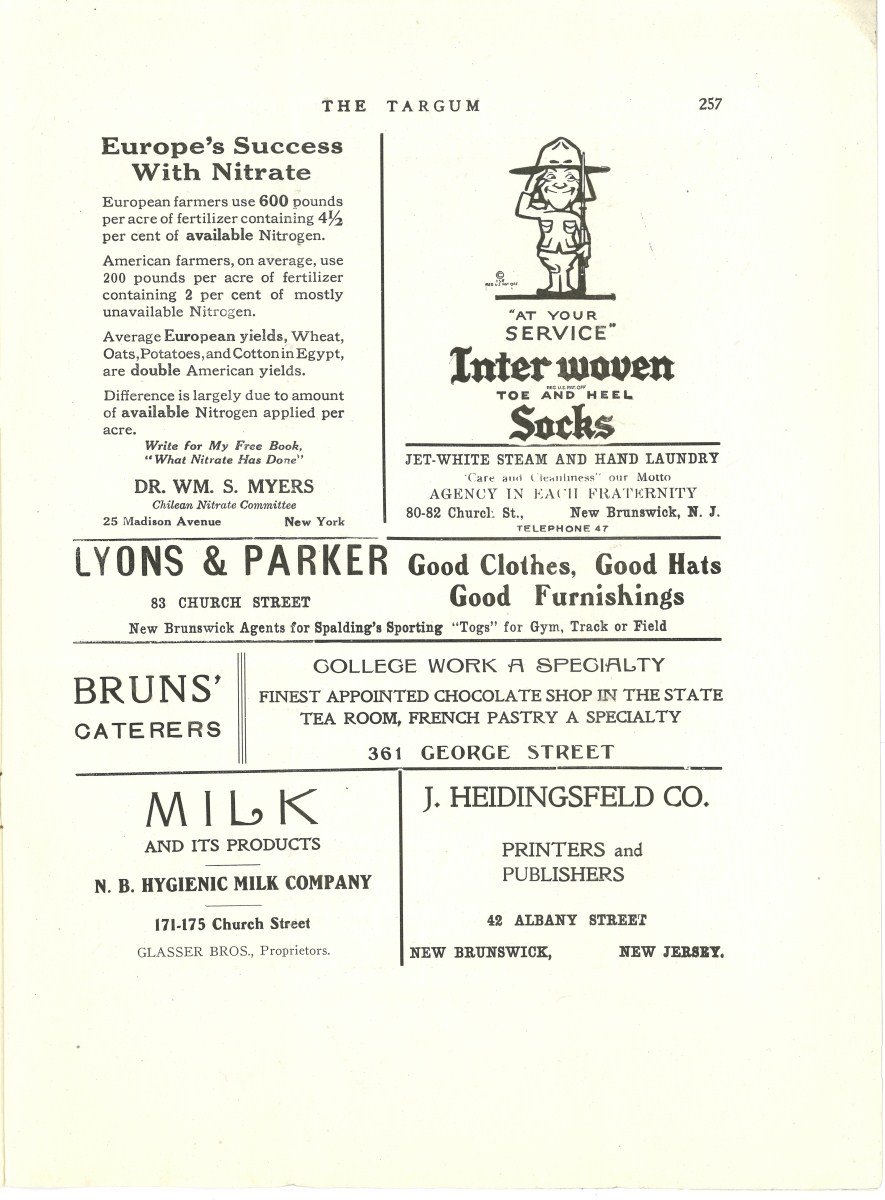 THE TARGUM 257
Europe's Success
With Nitrate
European farmers use 600 pounds
per acre of fertilizer containing 4½
per cent of available Nitrogen.
American farmers, on average, use
200 pounds per acre of fertilizer
containing 2 per cent of mostly
unavailable Nitrogen.
Average European yields, Wheat,
Oats, Potatoes, and Cotton in Egypt,
are double American yields.
Difference is largely due to amount
of available Nitrogen applied per
acre.
Write for My Free Book,
"What Nitrate Has Done"
DR. WM. S. MYERS
Chilean Nitrate Committee
25 Madison Avenue New York
©
REG U.S. PAT OFF
"AT YOUR
SERVICE"
Interwoven
REG. U.S. PAT. OFF
TOE AND HEEL
Socks
JET-WHITE STEAM AND HAND LAUNDRY
"Care and Cleanliness" our Motto
AGENCY IN EACH FRATERNITY
80-82 Church St., New Brunswick, N. J.
TELEPHONE 47
LYONS & PARKER
83 CHURCH STREET
Good Clothes, Good Hats
Good Furnishings
New Brunswick Agents for Spalding's Sporting "Togs" for Gym, Track or Field
BRUNS'
CATERERS
COLLEGE WORK A SPECIALTY
FINEST APPOINTED CHOCOLATE SHOP IN THE STATE
TEA ROOM, FRENCH PASTRY A SPECIALTY
361 GEORGE STREET
MILK
AND ITS PRODUCTS
N. B. HYGIENIC MILK COMPANY
171-175 Church Street
GLASSER BROS., Proprietors.
J. HEIDINGSFELD CO.
PRINTERS and
PUBLISHERS
42 ALBANY STREET
NEW BRUNSWICK, NEW JERSEY.